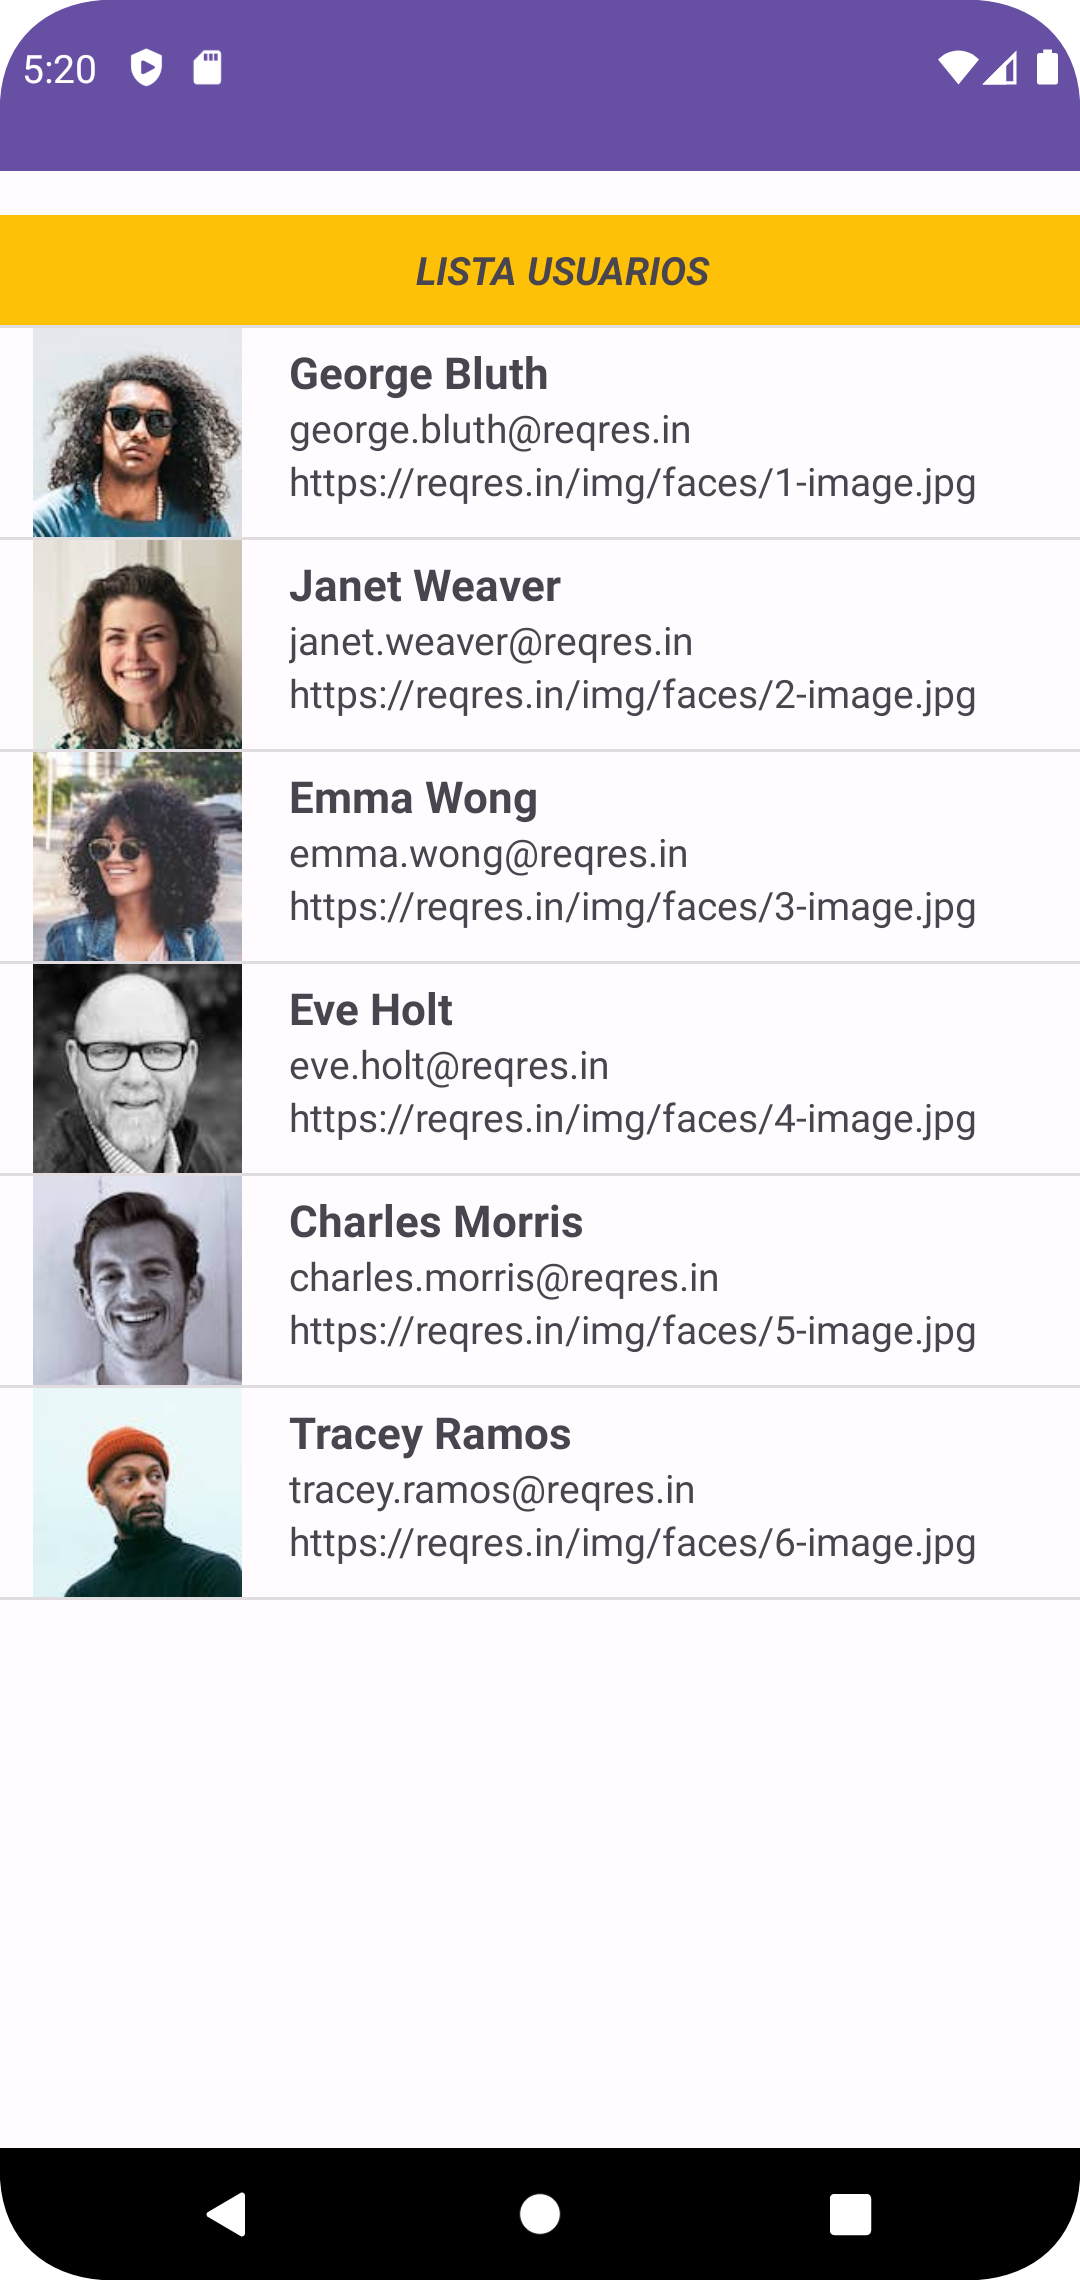 5:20
LISTA USUARIOS
George Bluth
george.bluth@reqres.in
https://reqres.in/img/faces/1-image.jpg
Janet Weaver
janet.weaver@reqres.in
https://reqres.in/img/faces/2-image.jpg
Emma Wong
emma.wong@reqres.in
https://reqres.in/img/faces/3-image.jpg
Eve Holt
eve.holt@reqres.in
https://reqres.in/img/faces/4-image.jpg
Charles Morris
charles.morris@reqres.in
https://reqres.in/img/faces/5-image.jpg
Tracey Ramos
tracey.ramos@reqres.in
https://reqres.in/img/faces/6-image.jpg